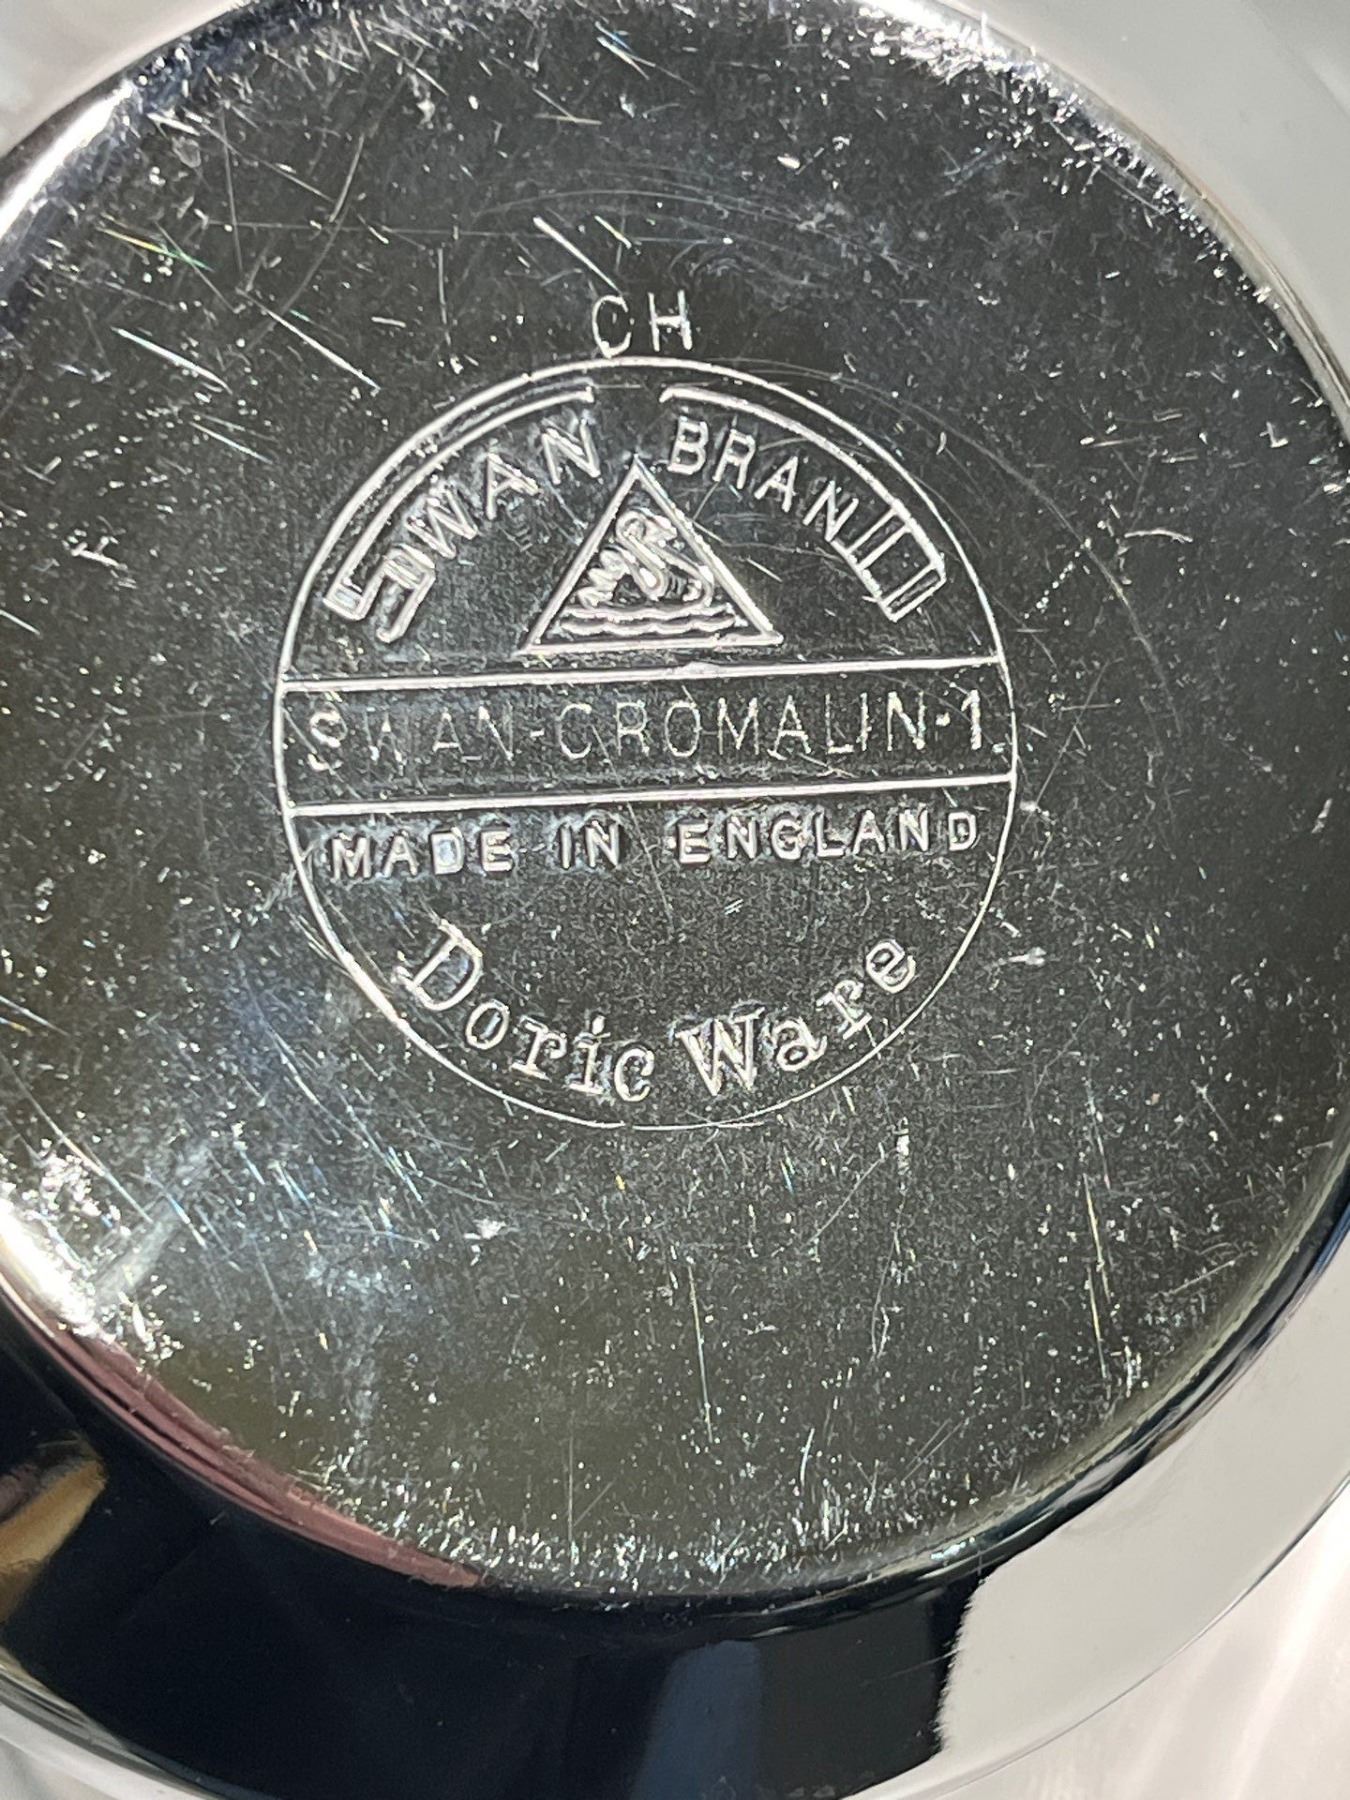 CH
SWAN BRAND
SWAN-CROMALIN-1
MADE IN ENGLAND
Doric Ware